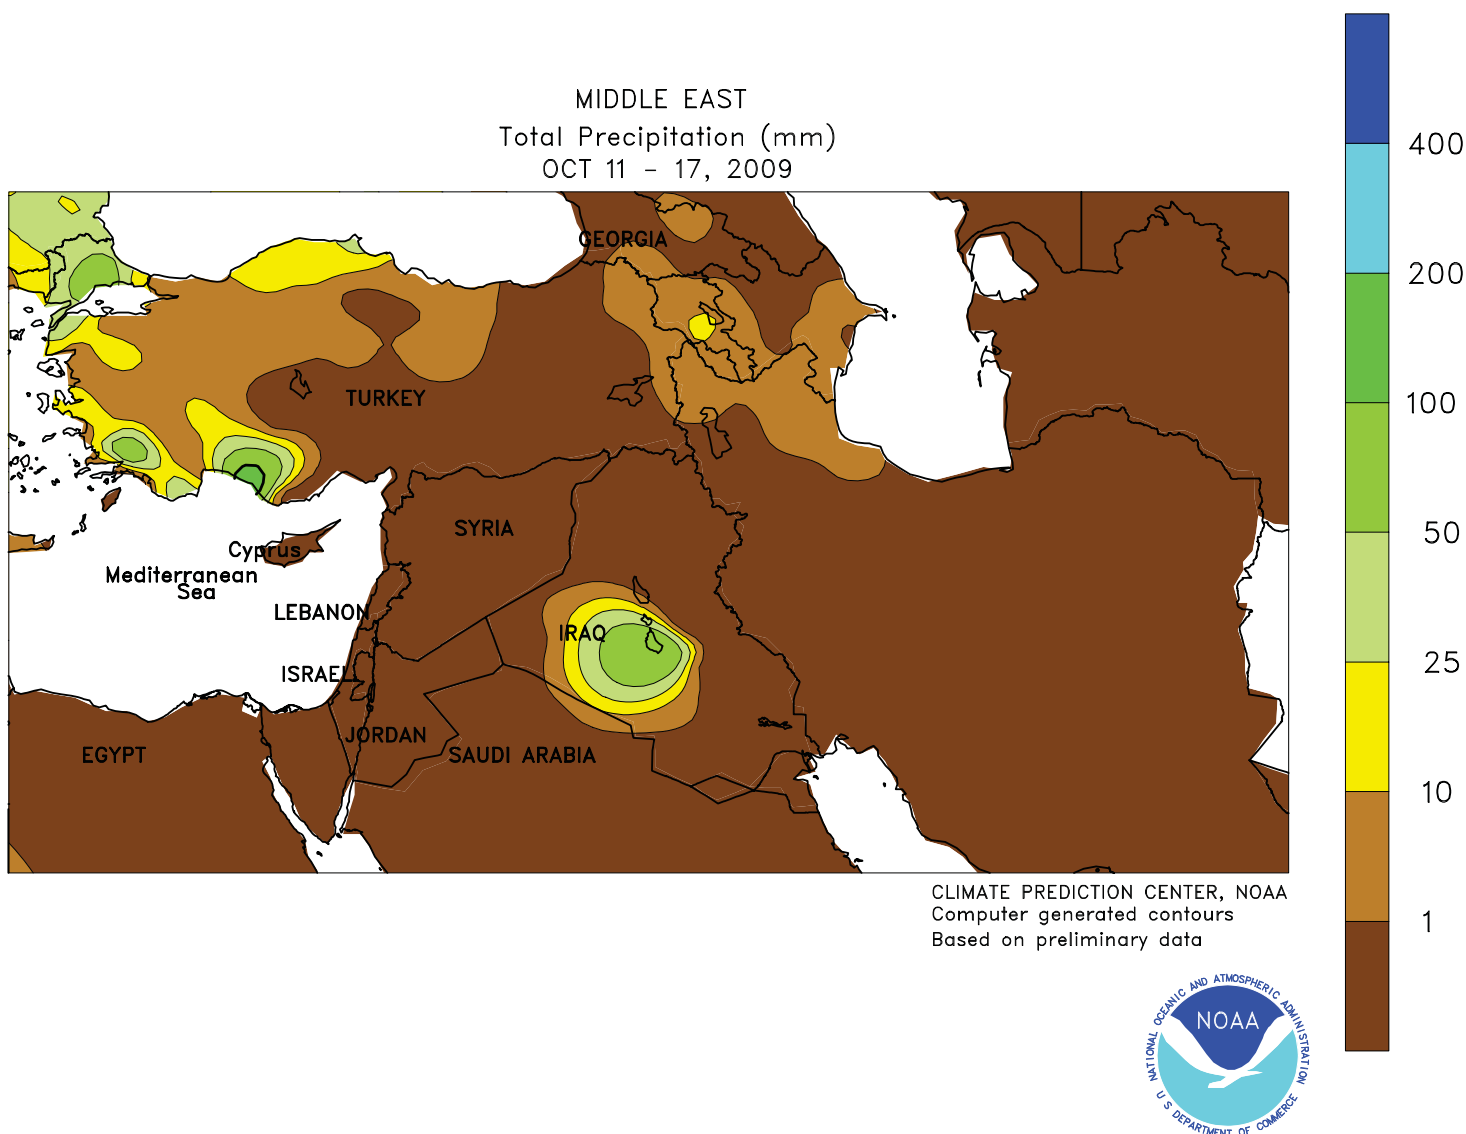 MIDDLE EAST
Total Precipitation (mm)
OCT 11 - 17, 2009
400
200
100
50
25
10
1
GEORGIA
TURKEY
SYRIA
Cyprus
Mediterranean
Sea
LEBANON
IRAQ
ISRAEL
JORDAN
EGYPT
SAUDI ARABIA
CLIMATE PREDICTION CENTER, NOAA
Computer generated contours
Based on preliminary data
NATIONAL OCEANIC AND ATMOSPHERIC ADMINISTRATION
NOAA
U S DEPARTMENT OF COMMERCE